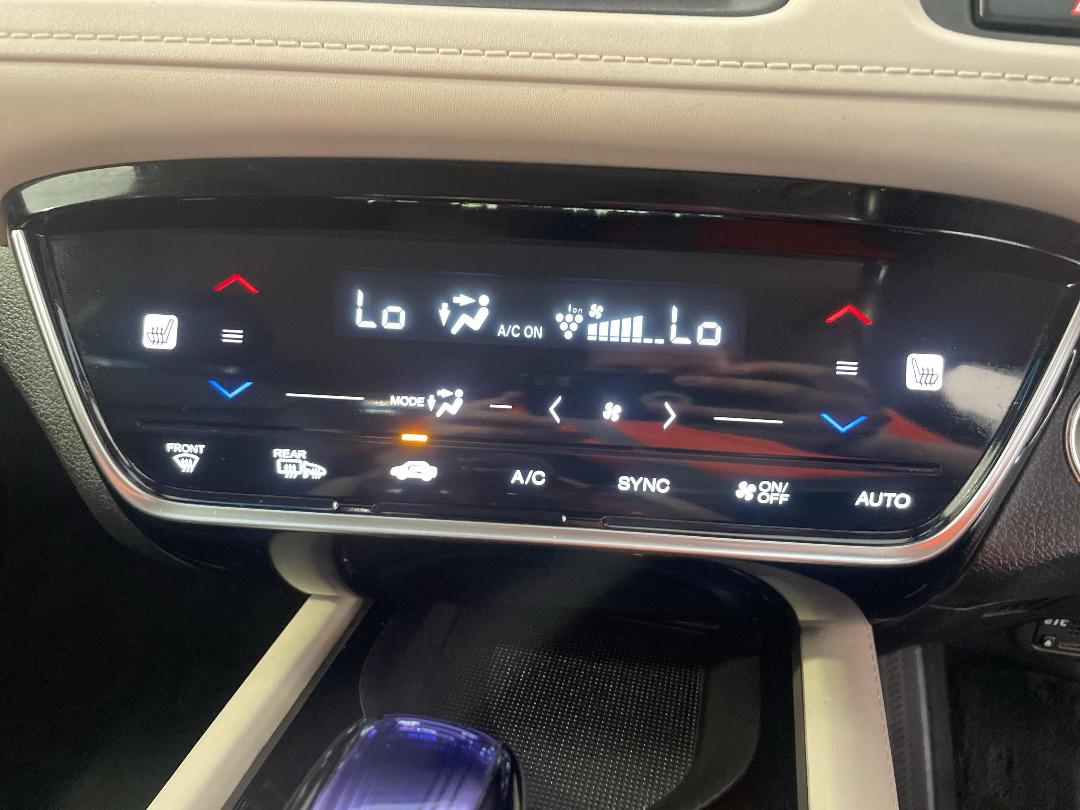 Lo A/C ON ion Lo
MODE
FRONT
REAR
A/C
SYNC
ON/
OFF
AUTO